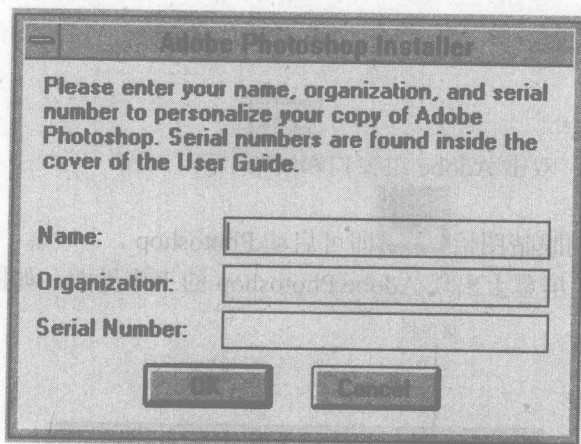 Adobe Photoshop Installer
Please enter your name, organization, and serial
number to personalize your copy of Adobe
Photoshop. Serial numbers are found inside the
cover of the User Guide.
Name:
Organization:
Serial Number:
OK
Cancel